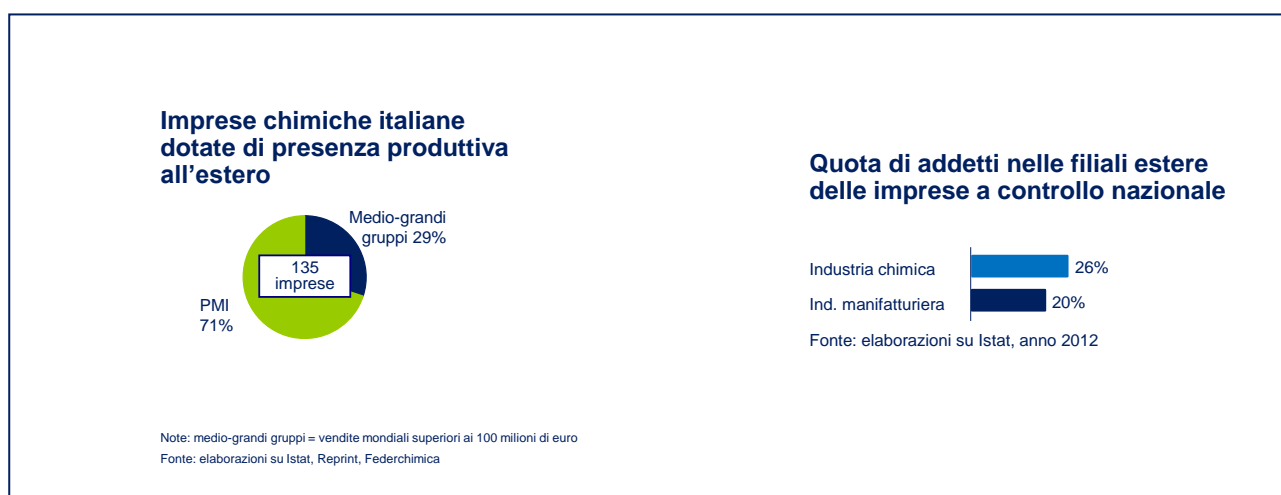 Imprese chimiche italiane
dotate di presenza produttiva
all’estero
Medio-grandi
gruppi 29%
135
imprese
PMI
71%
Note: medio-grandi gruppi = vendite mondiali superiori ai 100 milioni di euro
Fonte: elaborazioni su Istat, Reprint, Federchimica
Quota di addetti nelle filiali estere
delle imprese a controllo nazionale
Industria chimica 26%
Ind. manifatturiera 20%
Fonte: elaborazioni su Istat, anno 2012